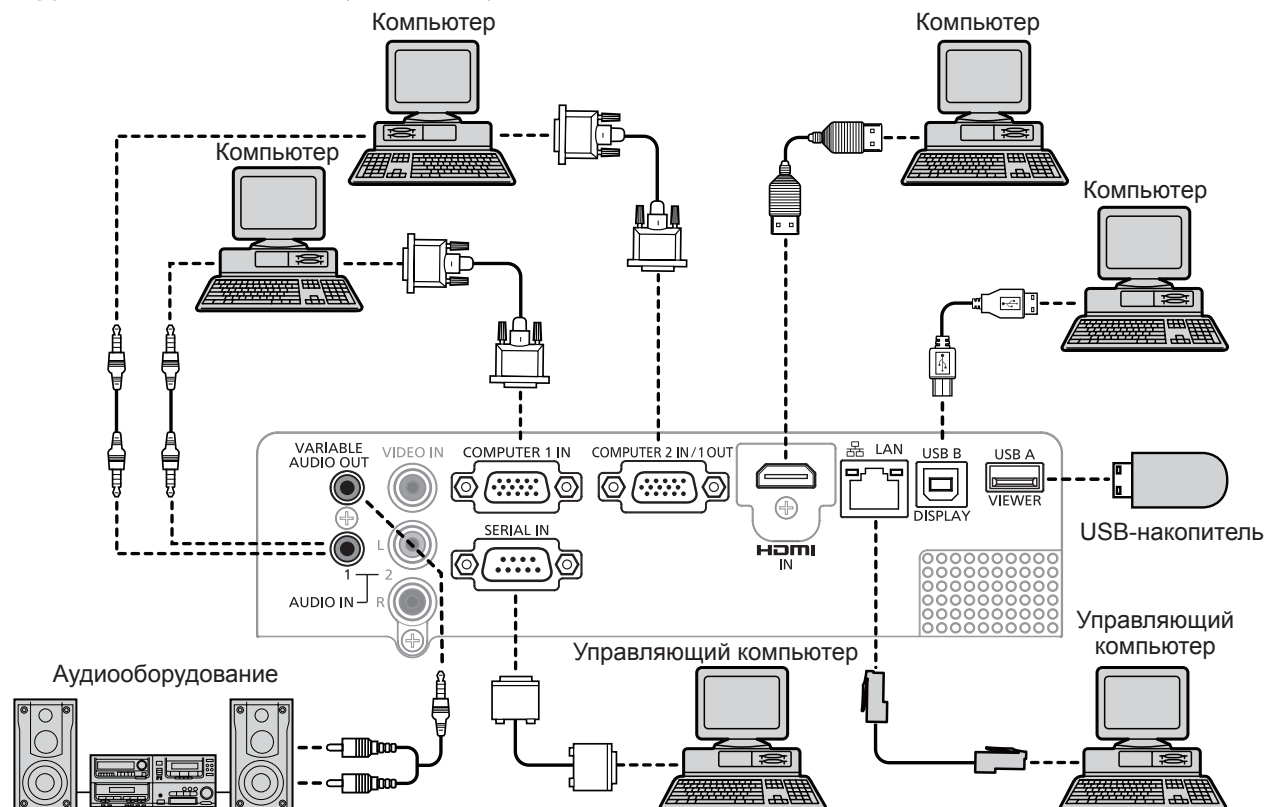 Компьютер
Компьютер
Компьютер
Компьютер
VARIABLE
AUDIO OUT
VIDEO IN
COMPUTER 1 IN
COMPUTER 2 IN / 1 OUT
LAN
USB B
USB A
DISPLAY
VIEWER
USB-накопитель
SERIAL IN
HDMI
IN
L
1
2
AUDIO IN
R
Управляющий
компьютер
Управляющий компьютер
Аудиооборудование